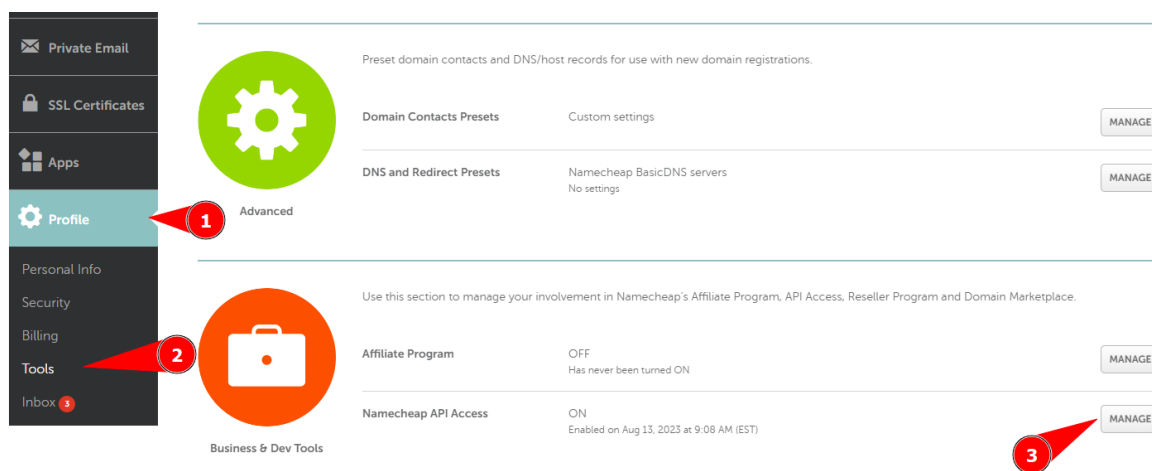 Private Email
SSL Certificates
Apps
Profile
1
Personal Info
Security
Billing
Tools
2
Inbox 3
Preset domain contacts and DNS/host records for use with new domain registrations.
Domain Contacts Presets Custom settings MANAGE
DNS and Redirect Presets Namecheap BasicDNS servers MANAGE
No settings
Advanced
Use this section to manage your involvement in Namecheap's Affiliate Program, API Access, Reseller Program and Domain Marketplace.
Affiliate Program OFF MANAGE
Has never been turned ON
Namecheap API Access ON MANAGE
Enabled on Aug 13, 2023 at 9:08 AM (EST)
3
Business & Dev Tools